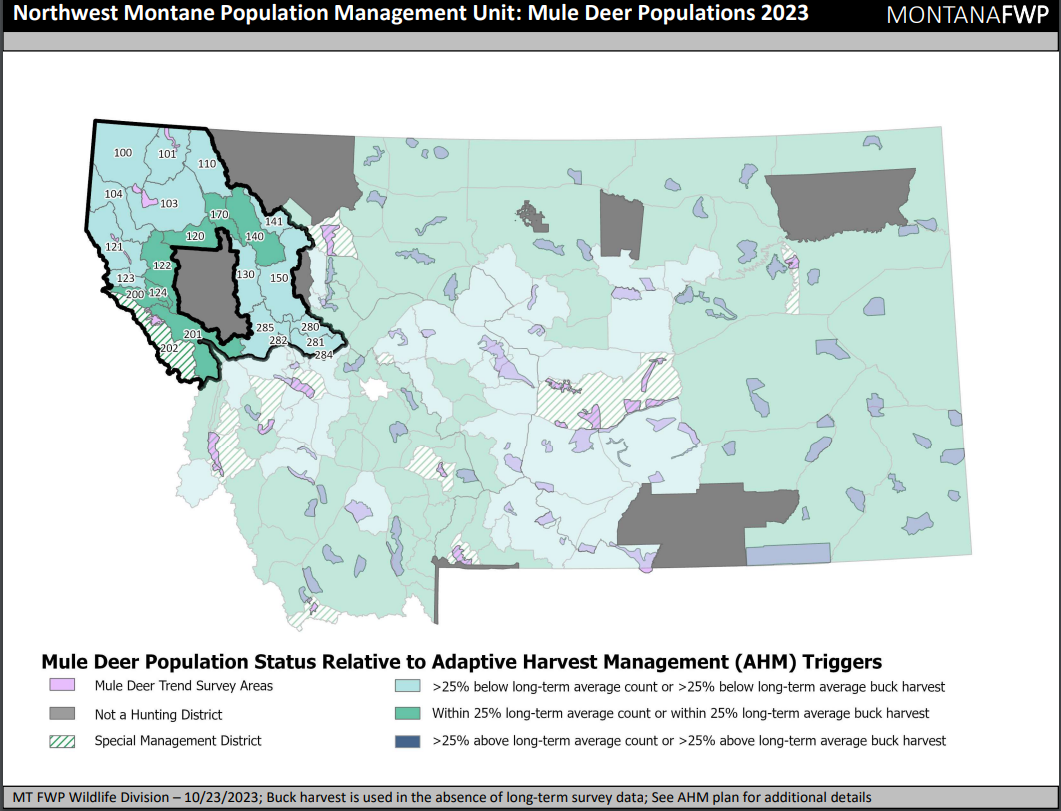 Northwest Montane Population Management Unit: Mule Deer Populations 2023
MONTANAFWP
100
101
110
104
103
170
141
120
140
121
122
130
150
123
200
124
201
285
280
282
281
202
284
Mule Deer Population Status Relative to Adaptive Harvest Management (AHM) Triggers
Mule Deer Trend Survey Areas
>25% below long-term average count or >25% below long-term average buck harvest
Not a Hunting District
Within 25% long-term average count or within 25% long-term average buck harvest
Special Management District
>25% above long-term average count or >25% above long-term average buck harvest
MT FWP Wildlife Division – 10/23/2023; Buck harvest is used in the absence of long-term survey data; See AHM plan for additional details